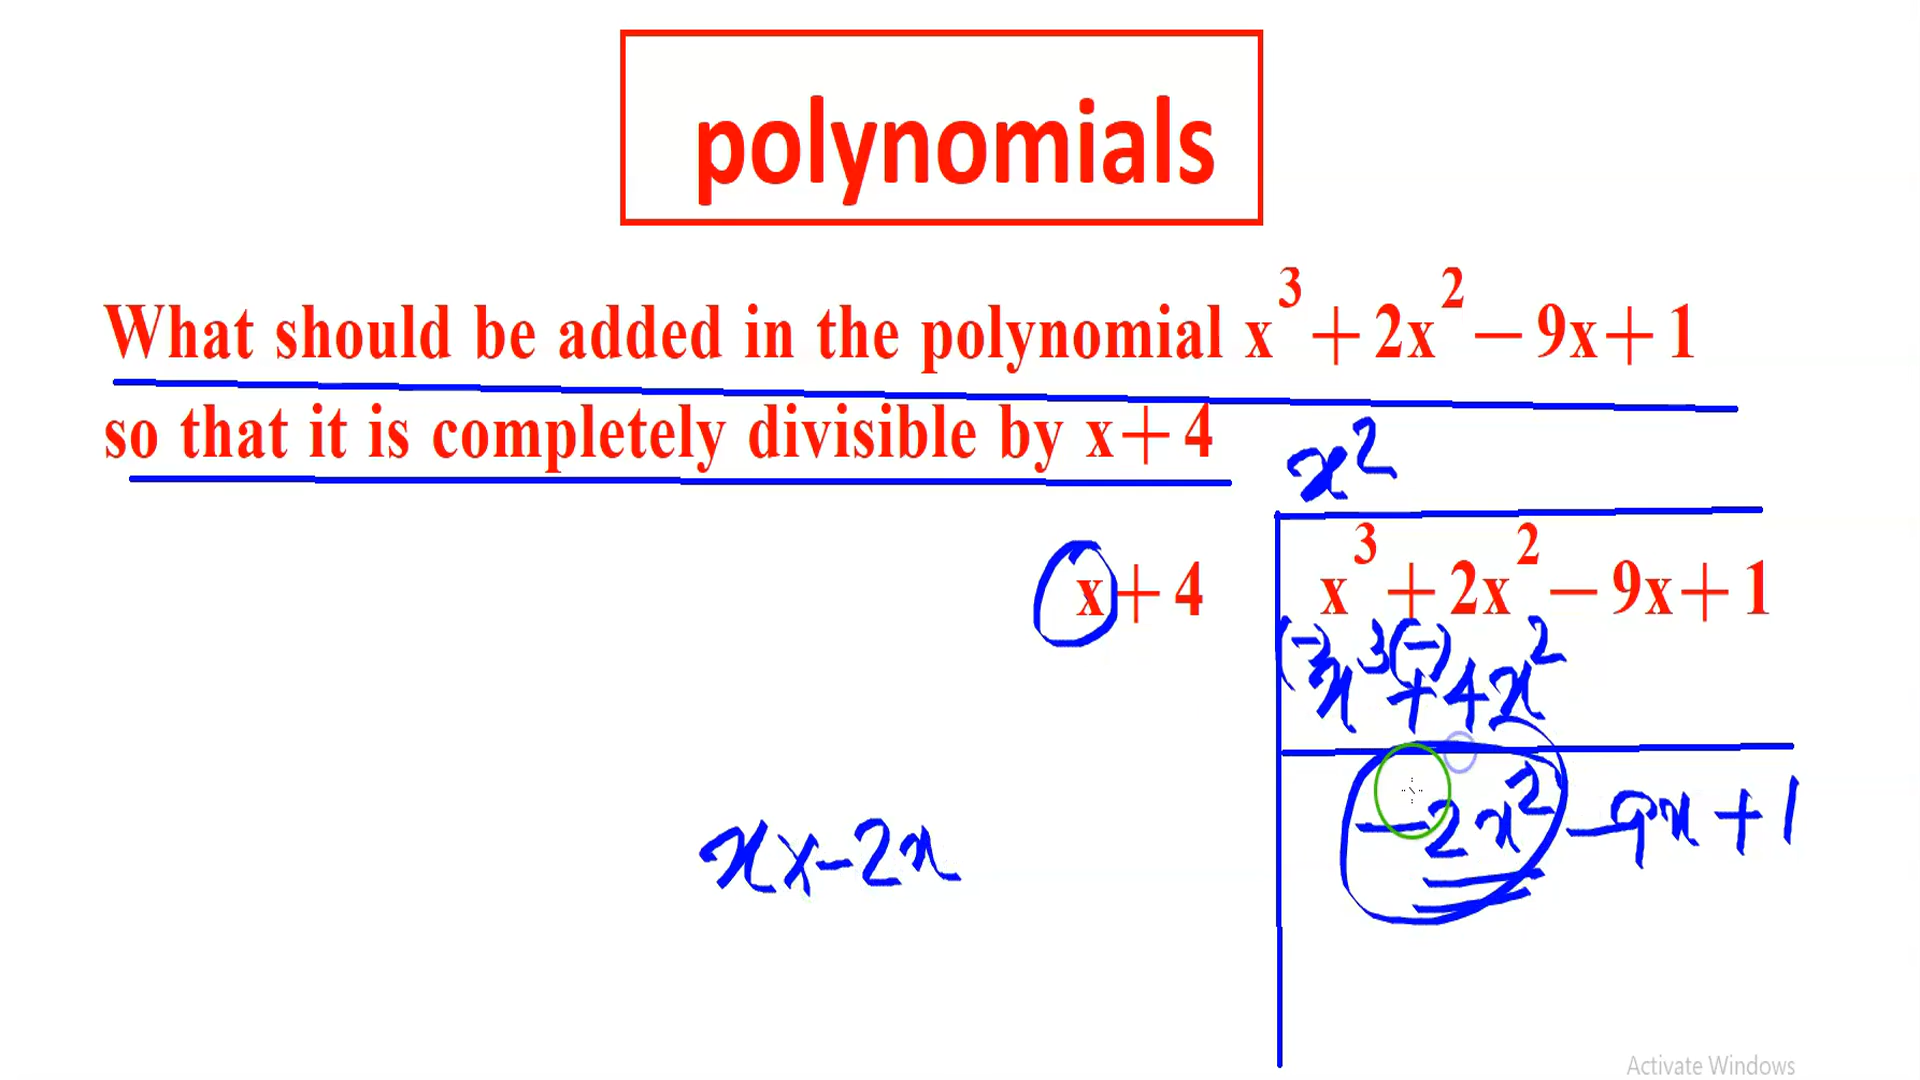 polynomials
What should be added in the polynomial x³ + 2x² − 9x + 1
so that it is completely divisible by x + 4
x²
x + 4
x³ + 2x² − 9x + 1
(-) x³ (-) + 4x²
-2x² - 9x + 1
x x -2x
Activate Windows